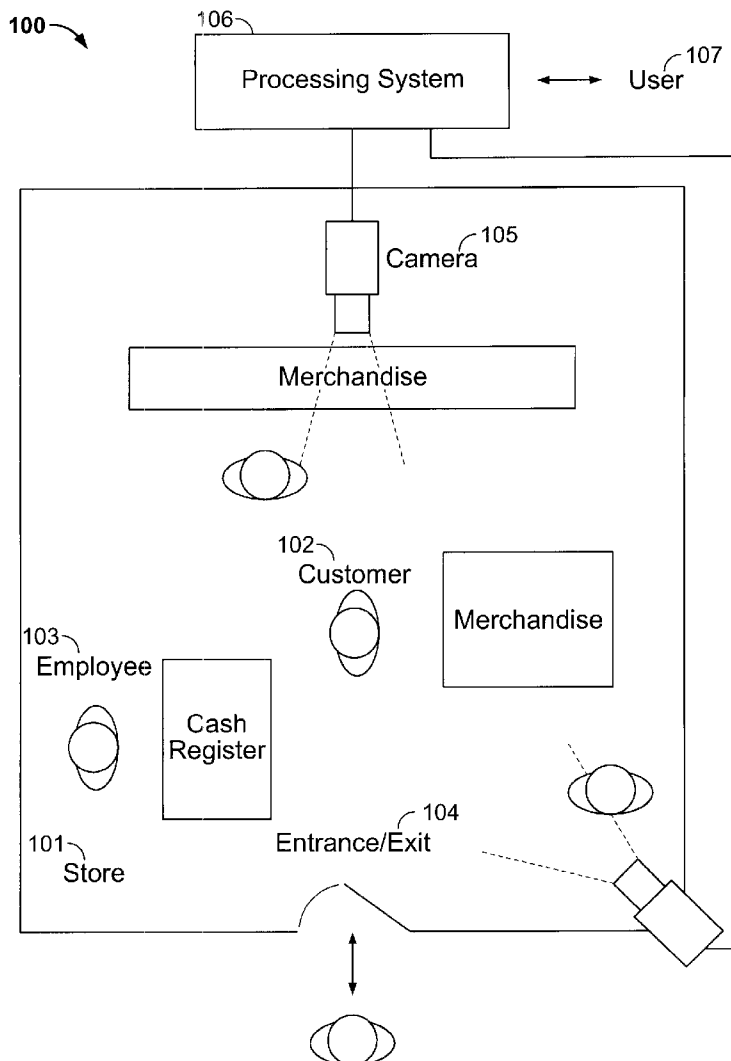 100
106
Processing System
107
User
105
Camera
Merchandise
102
Customer
Merchandise
103
Employee
Cash
Register
104
Entrance/Exit
101
Store